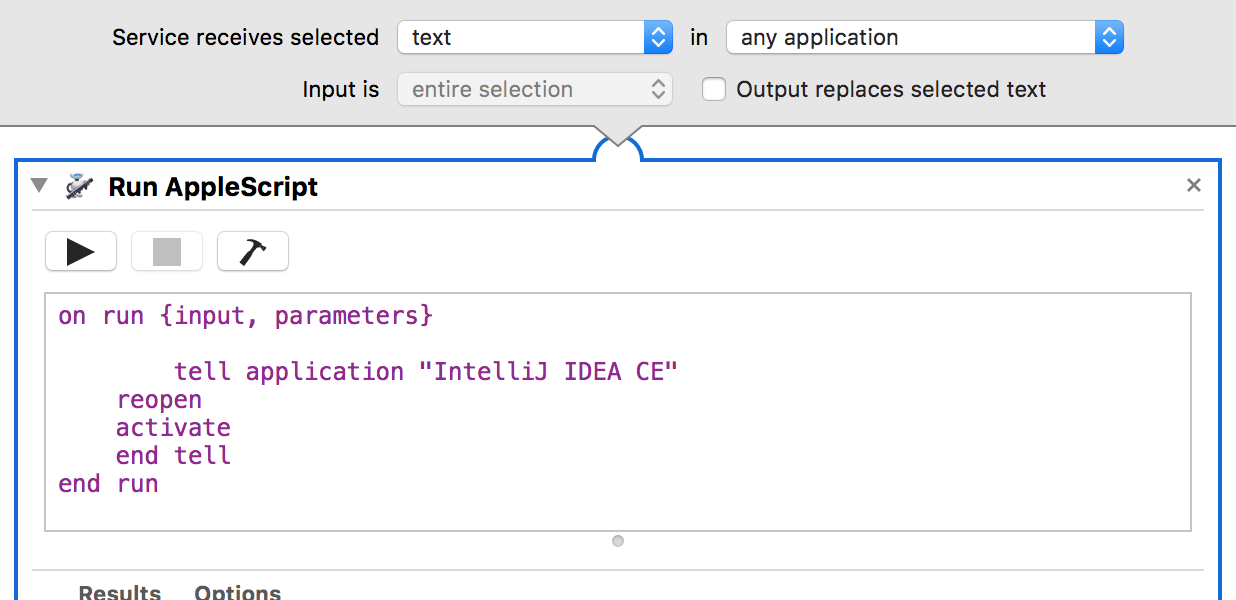 Service receives selected text in any application
Input is entire selection Output replaces selected text
Run AppleScript
on run {input, parameters}
tell application "IntelliJ IDEA CE"
reopen
activate
end tell
end run
Results Options